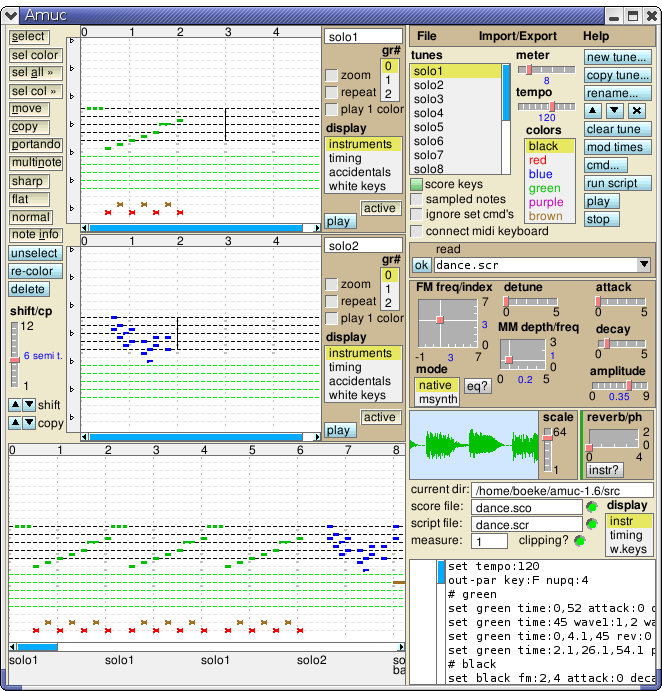 Amuc
select
sel color
sel all »
sel col »
move
copy
portando
multinote
sharp
flat
normal
note info
unselect
re-color
delete
shift/cp
12
6 semi t.
1
shift
copy
0 1 2 3 4
solo1
gr#
0
1
2
zoom
repeat
play 1 color
display
instruments
timing
accidentals
white keys
active
play
0 1 2 3 4
solo2
gr#
0
1
2
zoom
repeat
play 1 color
display
instruments
timing
accidentals
white keys
active
play
0 1 2 3 4 5 6 7 8
solo1 solo1 solo1 solo2 so
ba
File Import/Export Help
tunes
solo1
solo2
solo3
solo4
solo5
solo6
solo7
solo8
score keys
sampled notes
ignore set cmd's
connect midi keyboard
meter
8
tempo
120
colors
black
red
blue
green
purple
brown
new tune...
copy tune...
rename...
clear tune
mod times
cmd...
run script
play
stop
read
ok dance.scr
FM freq/index
7
3
0
-1 3 7
mode
native
msynth
eq?
detune
0 5
MM depth/freq
3
1
0 0.2 5
attack
0 5
decay
0 5
amplitude
0 0.35 9
scale
64
1
reverb/ph
2
0
0 4
instr?
current dir: /home/boeke/amuc-1.6/src
score file: dance.sco
script file: dance.scr
measure: 1 clipping?
display
instr
timing
w.keys
set tempo:120
out-par key:F nupq:4
# green
set green time:0,52 attack:0 d
set green time:45 wave1:1,2 wa
set green time:0,4.1,45 rev:0
set green time:2.1,26.1,54.1 p
# black
set black fm:2,4 attack:0 deca